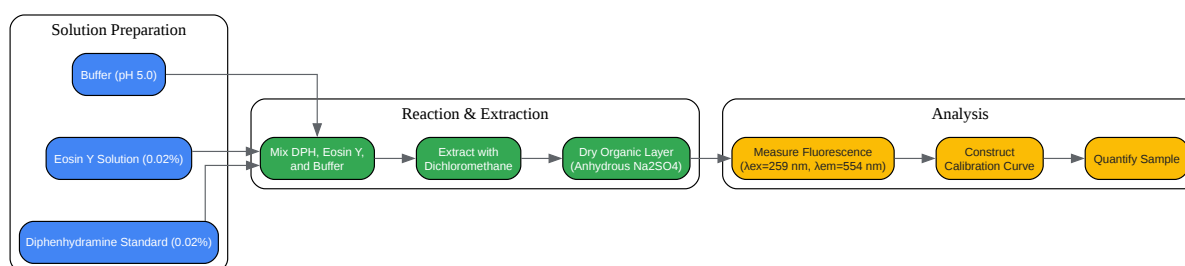 Solution Preparation
Buffer (pH 5.0)
Eosin Y Solution (0.02%)
Diphenhydramine Standard (0.02%)
Reaction & Extraction
Mix DPH, Eosin Y,
and Buffer
Extract with
Dichloromethane
Dry Organic Layer
(Anhydrous Na2SO4)
Analysis
Measure Fluorescence
(λex=259 nm, λem=554 nm)
Construct
Calibration Curve
Quantify Sample